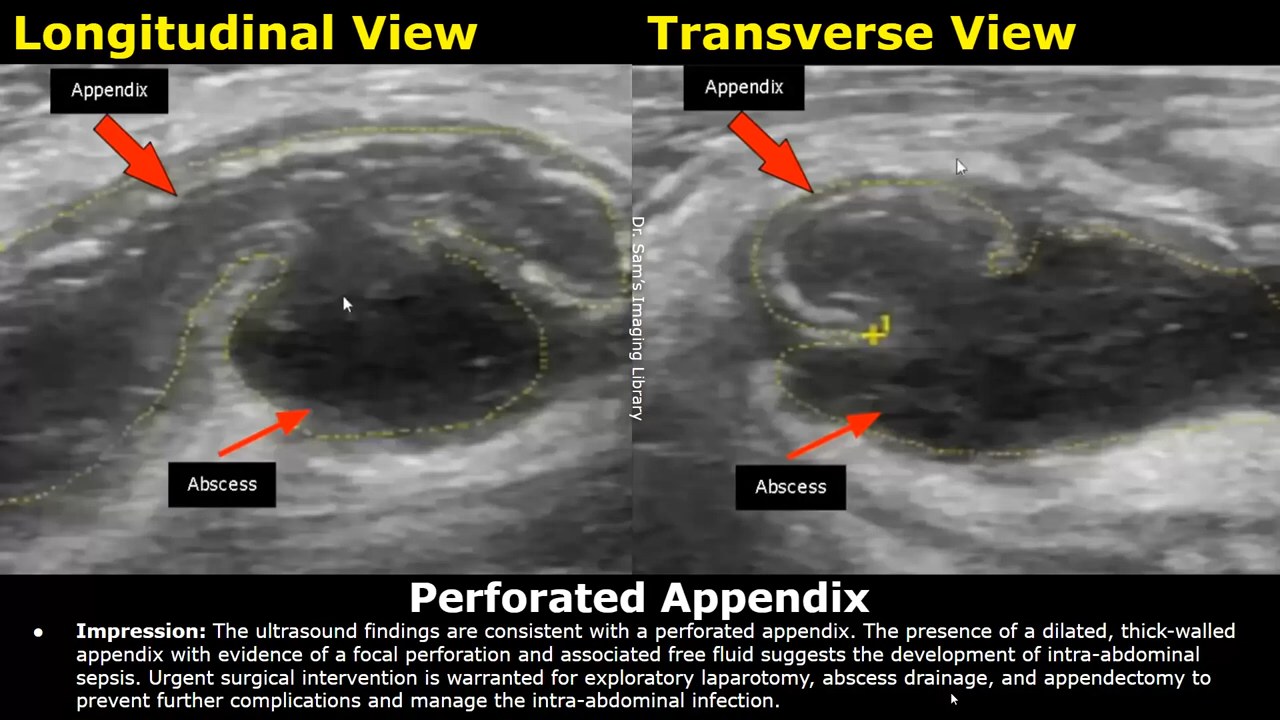 Longitudinal View
Transverse View
Appendix
Appendix
Dr. Sam's Imaging Library
1
Abscess
Abscess
Perforated Appendix
• Impression: The ultrasound findings are consistent with a perforated appendix. The presence of a dilated, thick-walled
appendix with evidence of a focal perforation and associated free fluid suggests the development of intra-abdominal
sepsis. Urgent surgical intervention is warranted for exploratory laparotomy, abscess drainage, and appendectomy to
prevent further complications and manage the intra-abdominal infection.